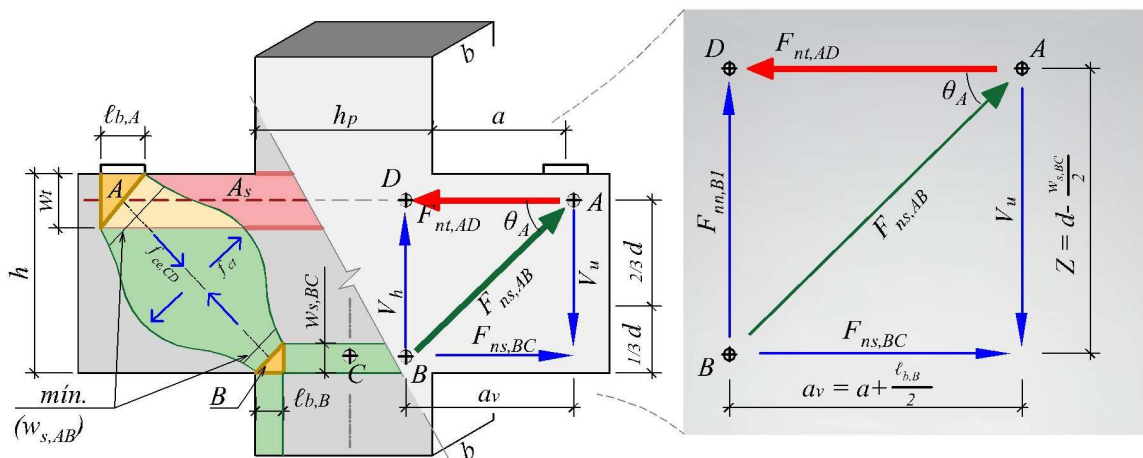 b
ℓb,A
hp
a
A
As
D
A
wt
Fnt,AD
θA
h
fce,CD
fct
Vh
Fns,AB
Vu
2/3 d
ws,BC
1/3 d
Fns,BC
C
B
mín.
(ws,AB)
B
ℓb,B
av
b
D
Fnt,AD
A
θA
Fnn,B1
Fns,AB
Vu
Z = d- ws,BC/2
Fns,BC
B
av = a+ ℓb,B/2